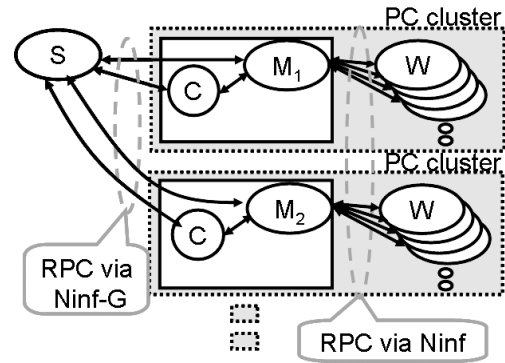 PC cluster
S
M1
W
C
PC cluster
M2
W
C
RPC via
Ninf-G
RPC via Ninf